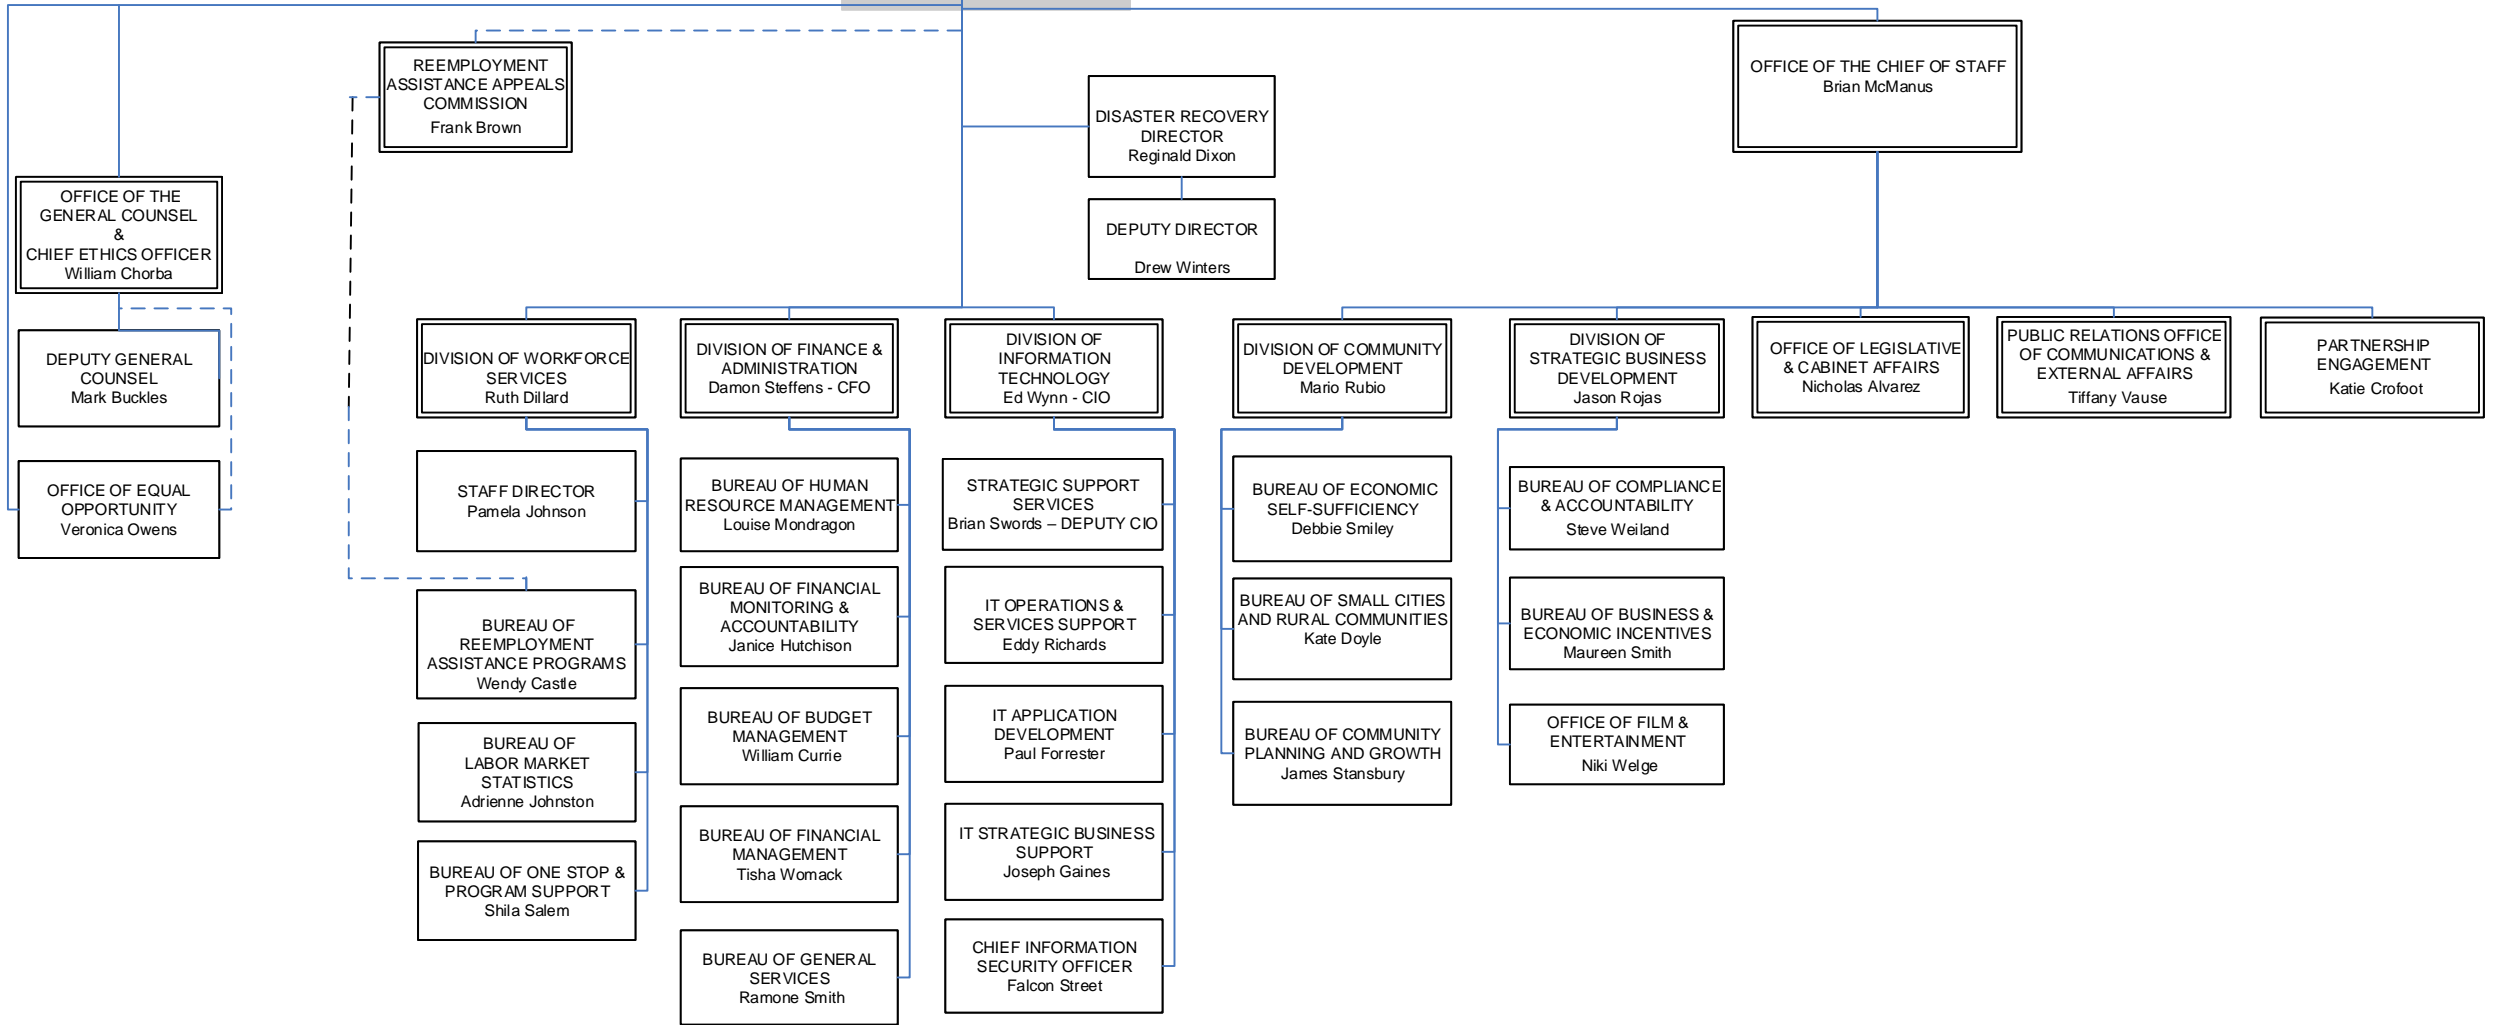 REEMPLOYMENT
ASSISTANCE APPEALS
COMMISSION
Frank Brown
OFFICE OF THE CHIEF OF STAFF
Brian McManus
DISASTER RECOVERY
DIRECTOR
Reginald Dixon
DEPUTY DIRECTOR
Drew Winters
OFFICE OF THE
GENERAL COUNSEL
&
CHIEF ETHICS OFFICER
William Chorba
DEPUTY GENERAL
COUNSEL
Mark Buckles
OFFICE OF EQUAL
OPPORTUNITY
Veronica Owens
DIVISION OF WORKFORCE
SERVICES
Ruth Dillard
STAFF DIRECTOR
Pamela Johnson
BUREAU OF
REEMPLOYMENT
ASSISTANCE PROGRAMS
Wendy Castle
BUREAU OF
LABOR MARKET
STATISTICS
Adrienne Johnston
BUREAU OF ONE STOP &
PROGRAM SUPPORT
Shila Salem
DIVISION OF FINANCE &
ADMINISTRATION
Damon Steffens - CFO
BUREAU OF HUMAN
RESOURCE MANAGEMENT
Louise Mondragon
BUREAU OF FINANCIAL
MONITORING &
ACCOUNTABILITY
Janice Hutchison
BUREAU OF BUDGET
MANAGEMENT
William Currie
BUREAU OF FINANCIAL
MANAGEMENT
Tisha Womack
BUREAU OF GENERAL
SERVICES
Ramone Smith
DIVISION OF
INFORMATION
TECHNOLOGY
Ed Wynn - CIO
STRATEGIC SUPPORT
SERVICES
Brian Swords – DEPUTY CIO
IT OPERATIONS &
SERVICES SUPPORT
Eddy Richards
IT APPLICATION
DEVELOPMENT
Paul Forrester
IT STRATEGIC BUSINESS
SUPPORT
Joseph Gaines
CHIEF INFORMATION
SECURITY OFFICER
Falcon Street
DIVISION OF COMMUNITY
DEVELOPMENT
Mario Rubio
BUREAU OF ECONOMIC
SELF-SUFFICIENCY
Debbie Smiley
BUREAU OF SMALL CITIES
AND RURAL COMMUNITIES
Kate Doyle
BUREAU OF COMMUNITY
PLANNING AND GROWTH
James Stansbury
DIVISION OF
STRATEGIC BUSINESS
DEVELOPMENT
Jason Rojas
BUREAU OF COMPLIANCE
& ACCOUNTABILITY
Steve Weiland
BUREAU OF BUSINESS &
ECONOMIC INCENTIVES
Maureen Smith
OFFICE OF FILM &
ENTERTAINMENT
Niki Welge
OFFICE OF LEGISLATIVE
& CABINET AFFAIRS
Nicholas Alvarez
PUBLIC RELATIONS OFFICE
OF COMMUNICATIONS &
EXTERNAL AFFAIRS
Tiffany Vause
PARTNERSHIP
ENGAGEMENT
Katie Crofoot